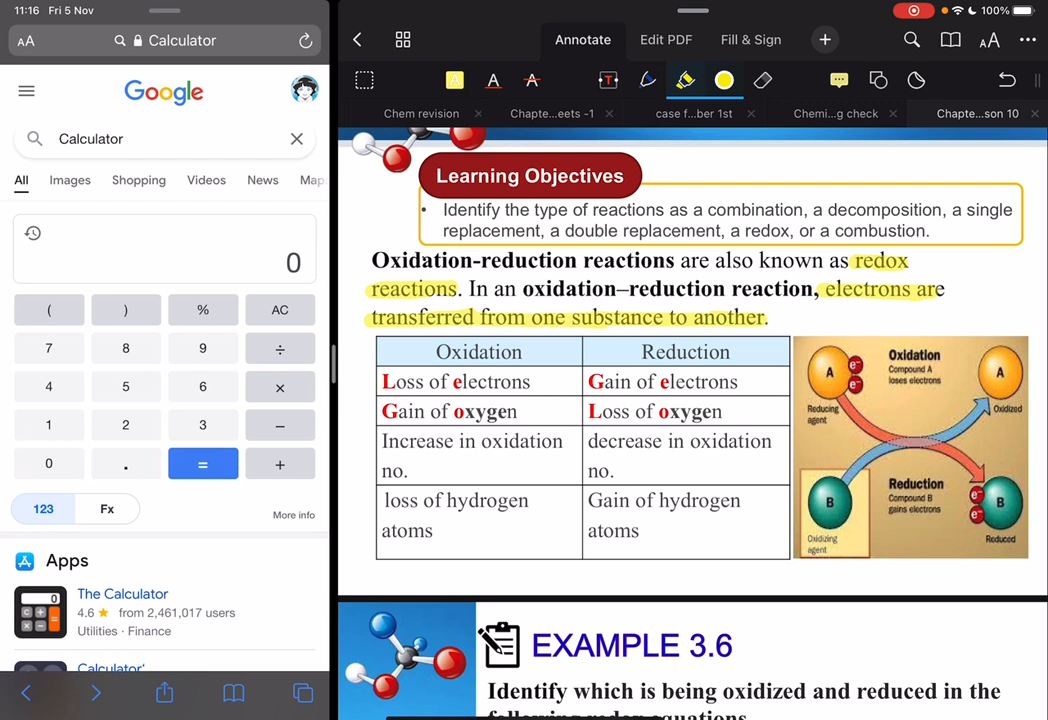 11:16 Fri 5 Nov
100%
AA
Calculator
Google
Calculator
All Images Shopping Videos News Map
0
( ) % AC
7 8 9 ÷
4 5 6 ×
1 2 3 −
0 . = +
123 Fx
More info
Apps
The Calculator
4.6 ★ from 2,461,017 users
Utilities · Finance
Calculator'
Annotate Edit PDF Fill & Sign
Chem revision
Chapte...eets -1
case f...ber 1st
Chemi...g check
Chapte...son 10
Learning Objectives
• Identify the type of reactions as a combination, a decomposition, a single
replacement, a double replacement, a redox, or a combustion.
Oxidation-reduction reactions are also known as redox
reactions. In an oxidation–reduction reaction, electrons are
transferred from one substance to another.
Oxidation Reduction
Loss of electrons Gain of electrons
Gain of oxygen Loss of oxygen
Increase in oxidation
no.
decrease in oxidation
no.
loss of hydrogen
atoms
Gain of hydrogen
atoms
A
e⁻
e⁻
Reducing
agent
Oxidation
Compound A
loses electrons
A
Oxidized
B
Oxidizing
agent
Reduction
Compound B
gains electrons
e⁻
e⁻
B
Reduced
EXAMPLE 3.6
Identify which is being oxidized and reduced in the
following redox equations